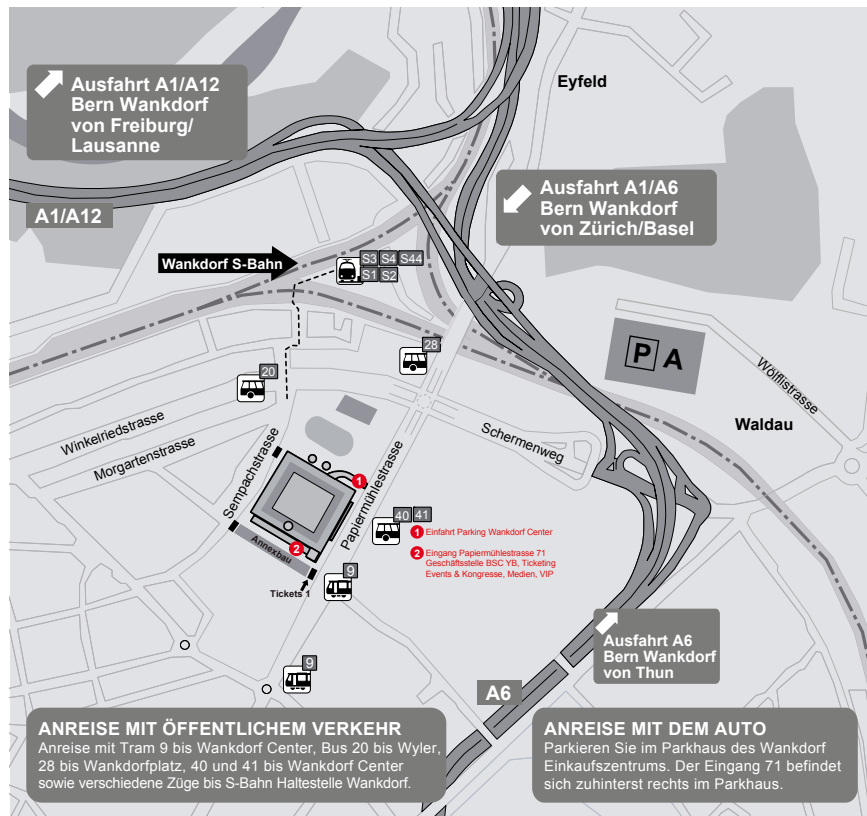 Ausfahrt A1/A12
Bern Wankdorf
von Freiburg/
Lausanne
Eyfeld
Ausfahrt A1/A6
Bern Wankdorf
von Zürich/Basel
A1/A12
Wankdorf S-Bahn
S3 S4 S44
S1 S2
28
20
P A
Wölflistrasse
Waldau
Winkelriedstrasse
Morgartenstrasse
Sempachstrasse
Schermenweg
Papiermühlestrasse
1
40 41
1 Einfahrt Parking Wankdorf Center
2 Eingang Papiermühlestrasse 71
Geschäftsstelle BSC YB, Ticketing
Events & Kongresse, Medien, VIP
2
Annexbau
Tickets 1
9
9
Ausfahrt A6
Bern Wankdorf
von Thun
A6
ANREISE MIT ÖFFENTLICHEM VERKEHR
Anreise mit Tram 9 bis Wankdorf Center, Bus 20 bis Wyler,
28 bis Wankdorfplatz, 40 und 41 bis Wankdorf Center
sowie verschiedene Züge bis S-Bahn Haltestelle Wankdorf.
ANREISE MIT DEM AUTO
Parkieren Sie im Parkhaus des Wankdorf
Einkaufszentrums. Der Eingang 71 befindet
sich zuhinterst rechts im Parkhaus.